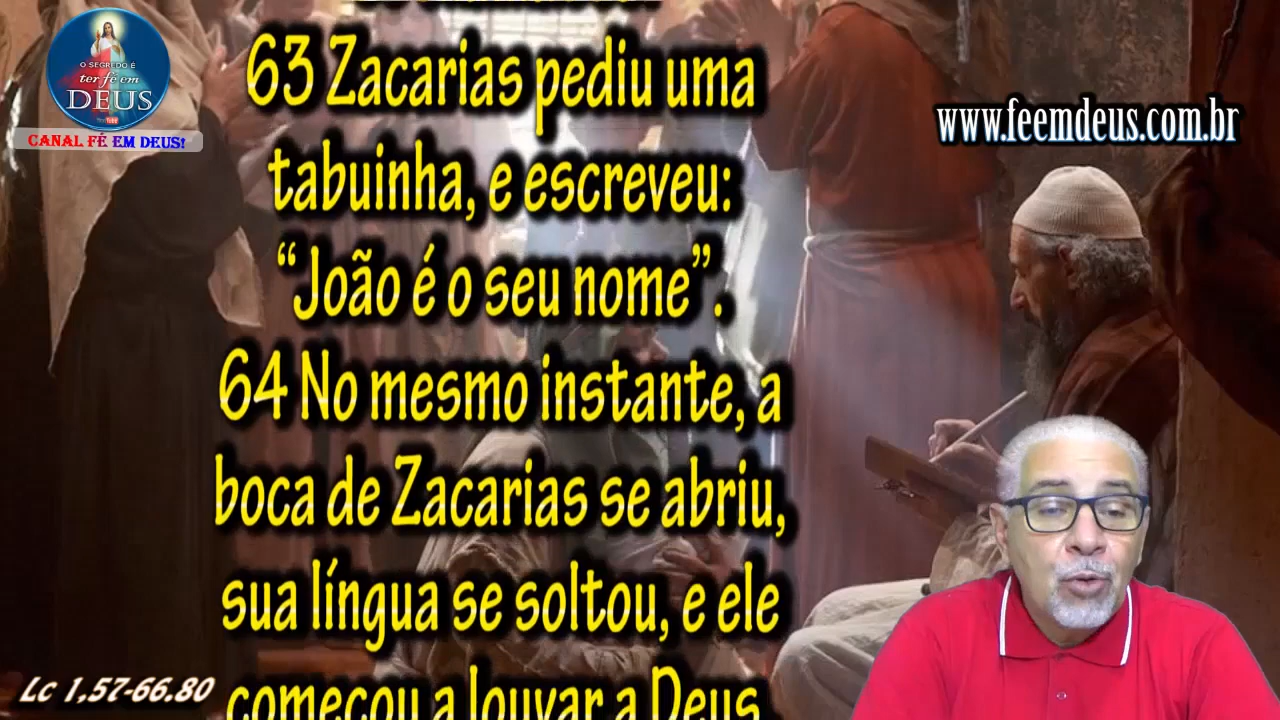 O SEGREDO É
ter fé em
DEUS
CANAL FÉ EM DEUS!
www.feemdeus.com.br
63 Zacarias pediu uma
tabuinha, e escreveu:
“João é o seu nome”.
64 No mesmo instante, a
boca de Zacarias se abriu,
sua língua se soltou, e ele
começou a louvar a Deus.
Lc 1,57-66.80